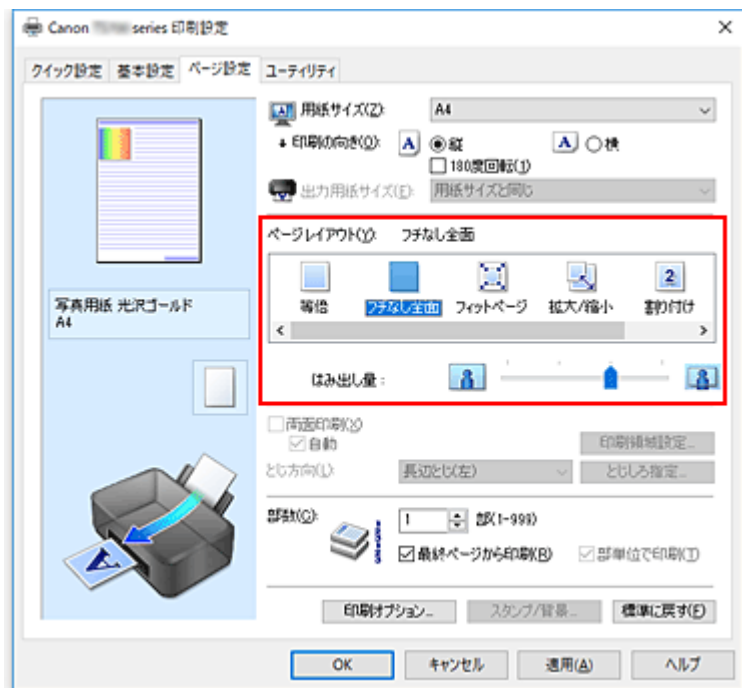 Canon series 印刷設定
クイック設定 基本設定 ページ設定 ユーティリティ
用紙サイズ(Z): A4
印刷の向き(O): A 縦 A 横
180度回転(1)
出力用紙サイズ(E): 用紙サイズと同じ
ページレイアウト(Y): フチなし全面
等倍 フチなし全面 フィットページ 拡大/縮小 割り付け
写真用紙 光沢ゴールド
A4
はみ出し量:
両面印刷(X)
自動 印刷領域設定...
とじ方向(L): 長辺とじ(左) とじしろ指定...
部数(C): 1 部(1-999)
最終ページから印刷(R) 部単位で印刷(T)
印刷オプション... スタンプ/背景... 標準に戻す(F)
OK キャンセル 適用(A) ヘルプ